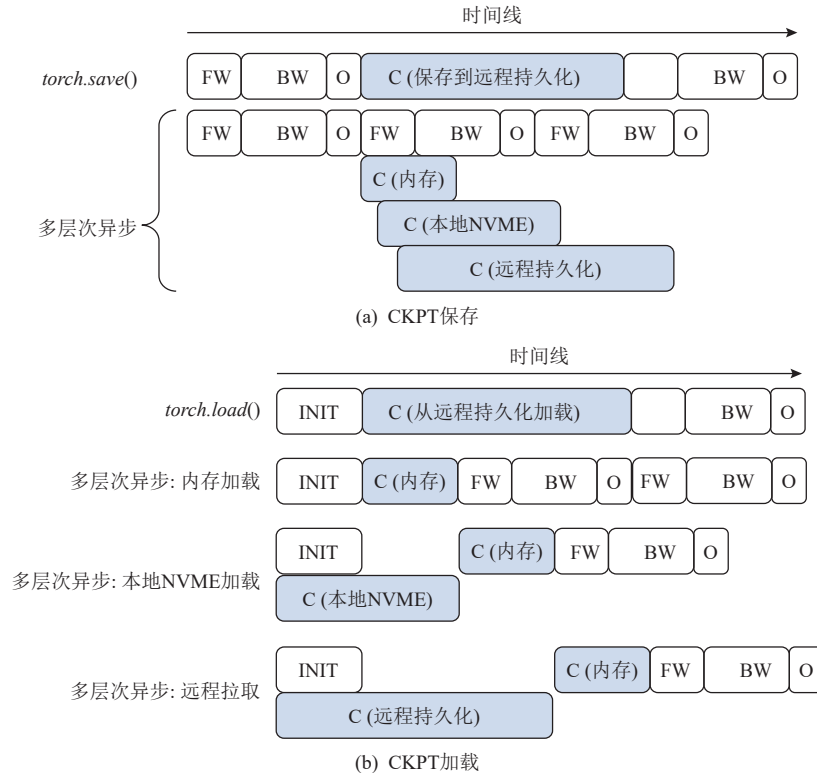 时间线
torch.save()
FW BW O C (保存到远程持久化) BW O
FW BW O FW BW O FW BW O
C (内存)
多层次异步
C (本地NVME)
C (远程持久化)
(a) CKPT保存
时间线
torch.load()
INIT C (从远程持久化加载) BW O
多层次异步: 内存加载
INIT C (内存) FW BW O FW BW O
多层次异步: 本地NVME加载
INIT C (内存) FW BW O
C (本地NVME)
多层次异步: 远程拉取
INIT C (内存) FW BW O
C (远程持久化)
(b) CKPT加载